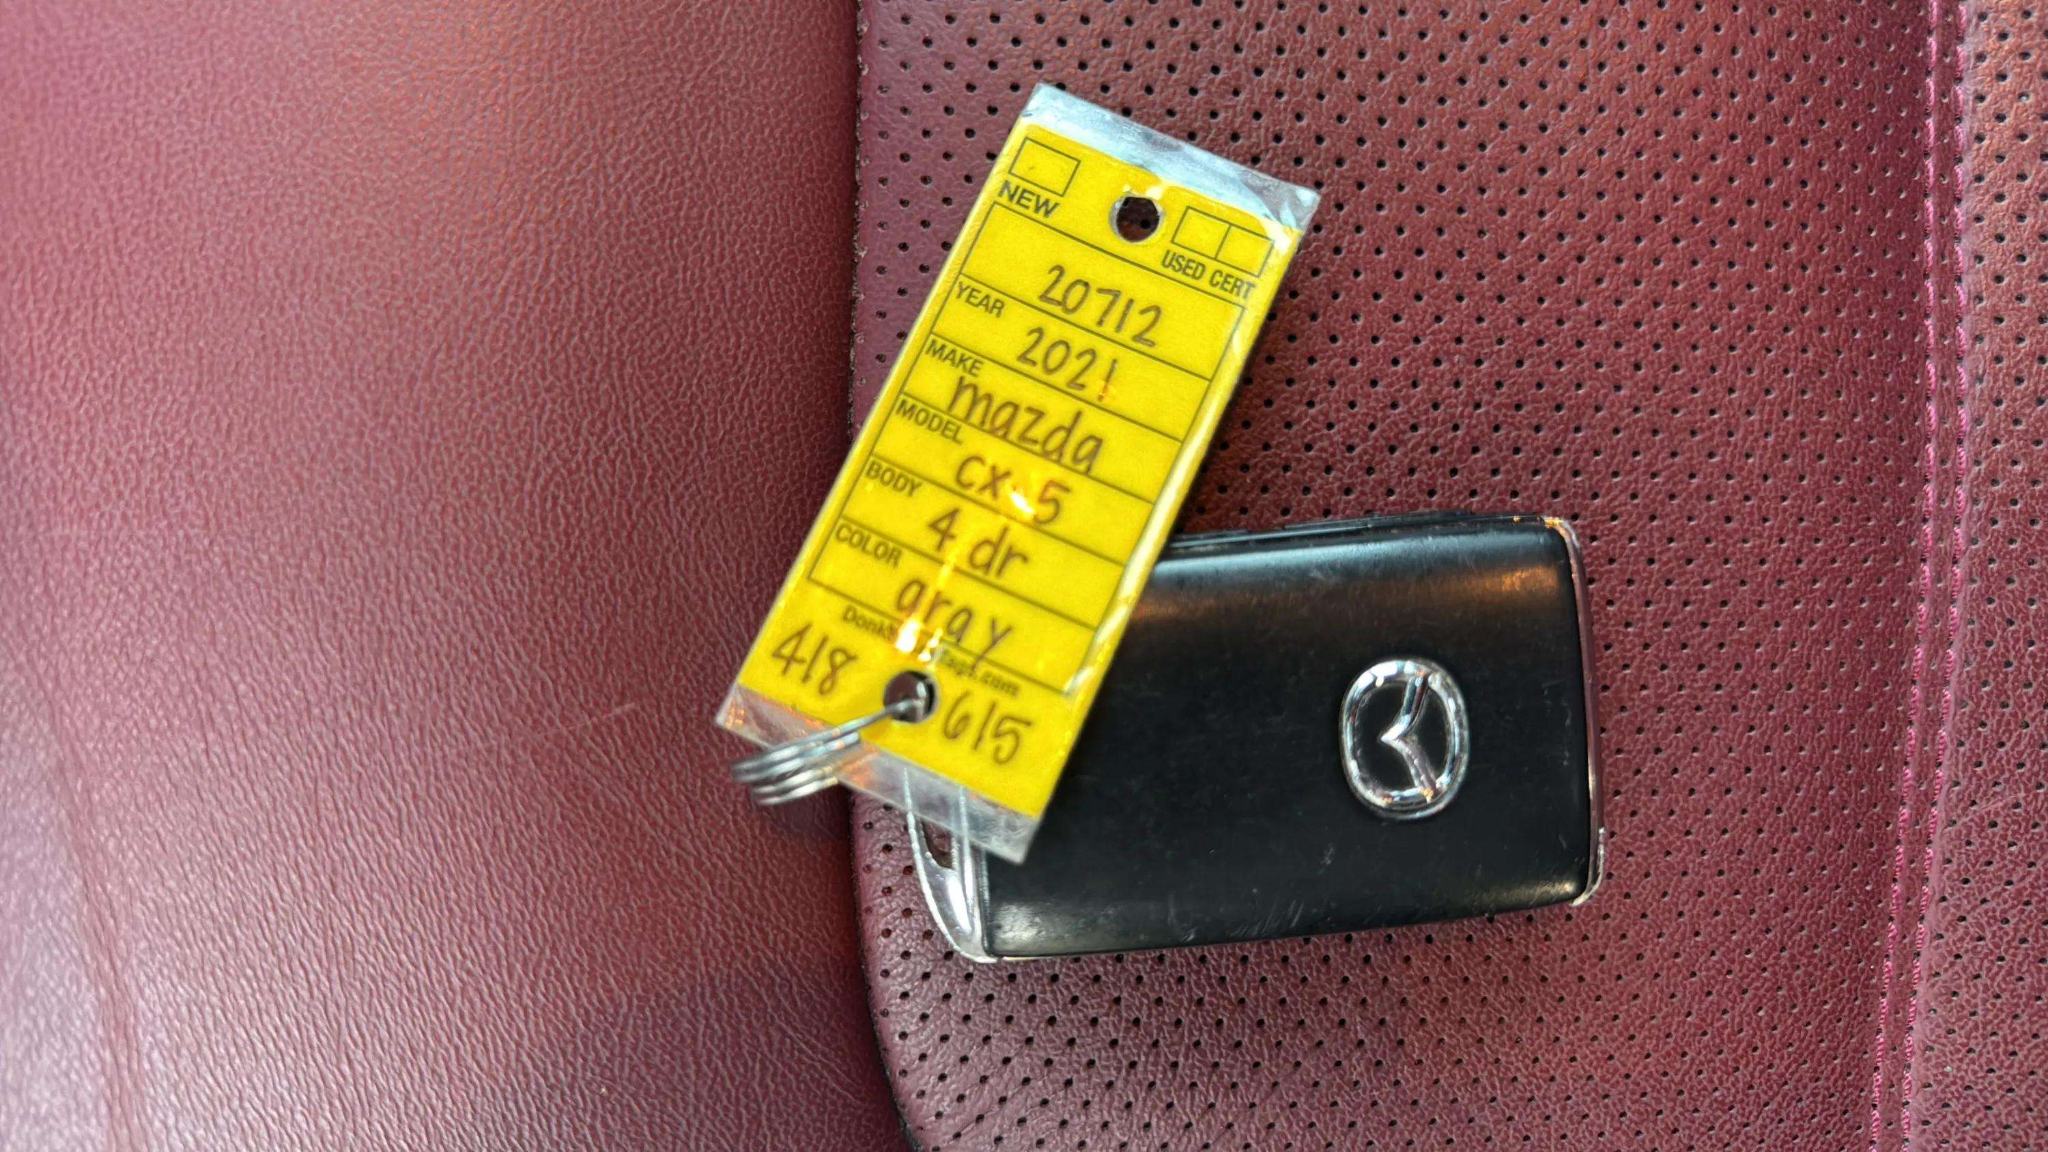 NEW
USED CERT
20712
YEAR 2021
MAKE mazda
MODEL cx-5
BODY 4 dr
COLOR gray
418 615